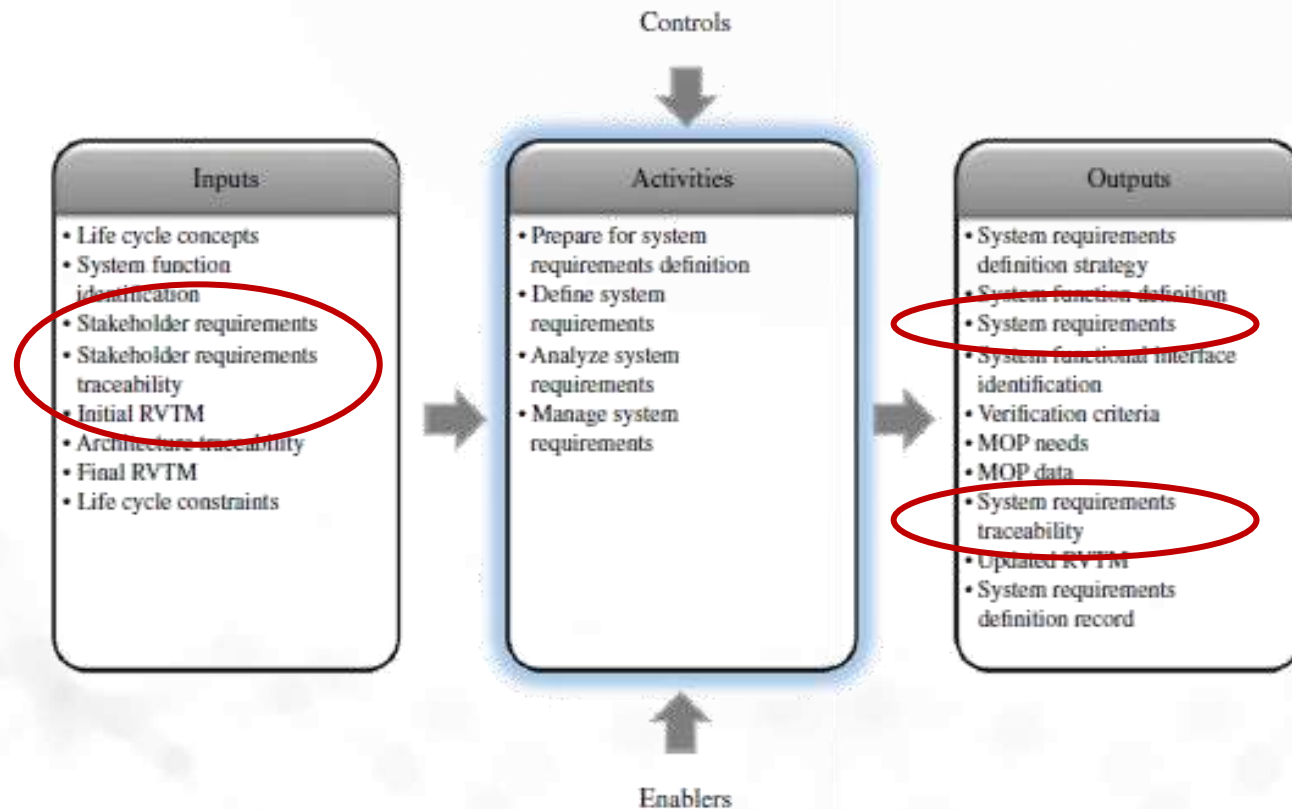 Controls
Inputs
• Life cycle concepts
• System function
identification
• Stakeholder requirements
• Stakeholder requirements
traceability
• Initial RVTM
• Architecture traceability
• Final RVTM
• Life cycle constraints
Activities
• Prepare for system
requirements definition
• Define system
requirements
• Analyze system
requirements
• Manage system
requirements
Outputs
• System requirements
definition strategy
• System function definition
• System requirements
• System functional interface
identification
• Verification criteria
• MOP needs
• MOP data
• System requirements
traceability
• Updated RVTM
• System requirements
definition record
Enablers